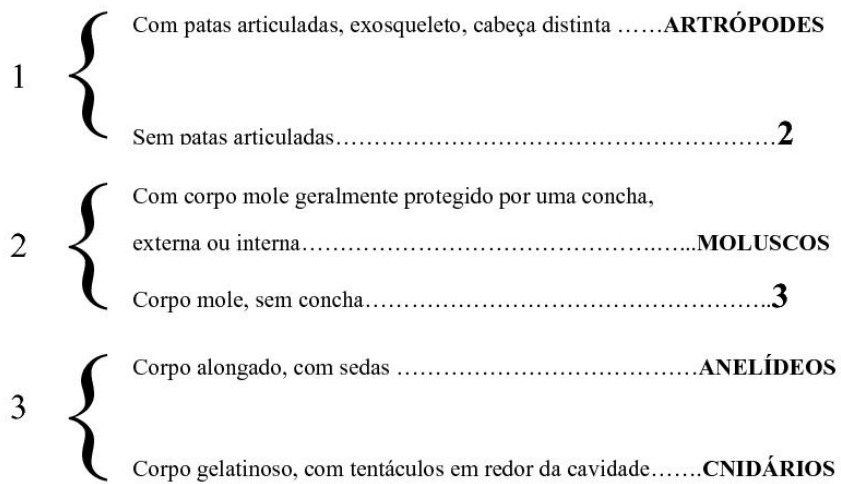 1
Com patas articuladas, exosqueleto, cabeça distinta ……ARTRÓPODES
Sem patas articuladas……………………………………………………2
2
Com corpo mole geralmente protegido por uma concha,
externa ou interna…………………………………………….…...MOLUSCOS
Corpo mole, sem concha………………………………………………..3
3
Corpo alongado, com sedas …………………………………ANELÍDEOS
Corpo gelatinoso, com tentáculos em redor da cavidade…….CNIDÁRIOS